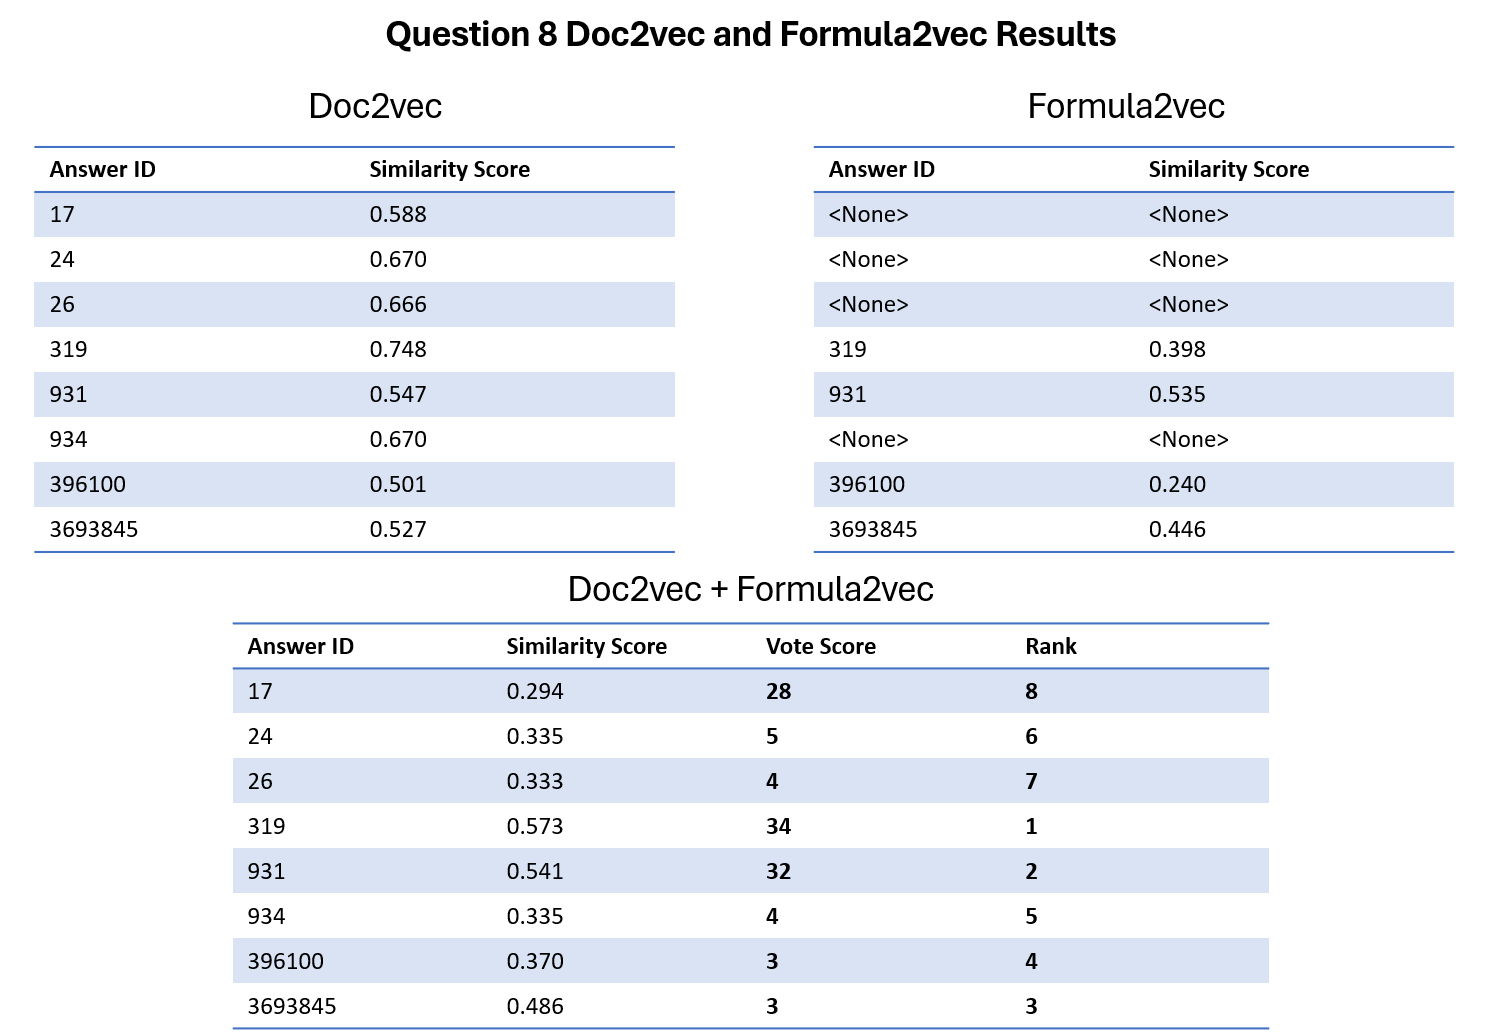 Question 8 Doc2vec and Formula2vec Results
Doc2vec
Answer ID Similarity Score
17 0.588
24 0.670
26 0.666
319 0.748
931 0.547
934 0.670
396100 0.501
3693845 0.527
Formula2vec
Answer ID Similarity Score
<None> <None>
<None> <None>
<None> <None>
319 0.398
931 0.535
<None> <None>
396100 0.240
3693845 0.446
Doc2vec + Formula2vec
Answer ID Similarity Score Vote Score Rank
17 0.294 28 8
24 0.335 5 6
26 0.333 4 7
319 0.573 34 1
931 0.541 32 2
934 0.335 4 5
396100 0.370 3 4
3693845 0.486 3 3